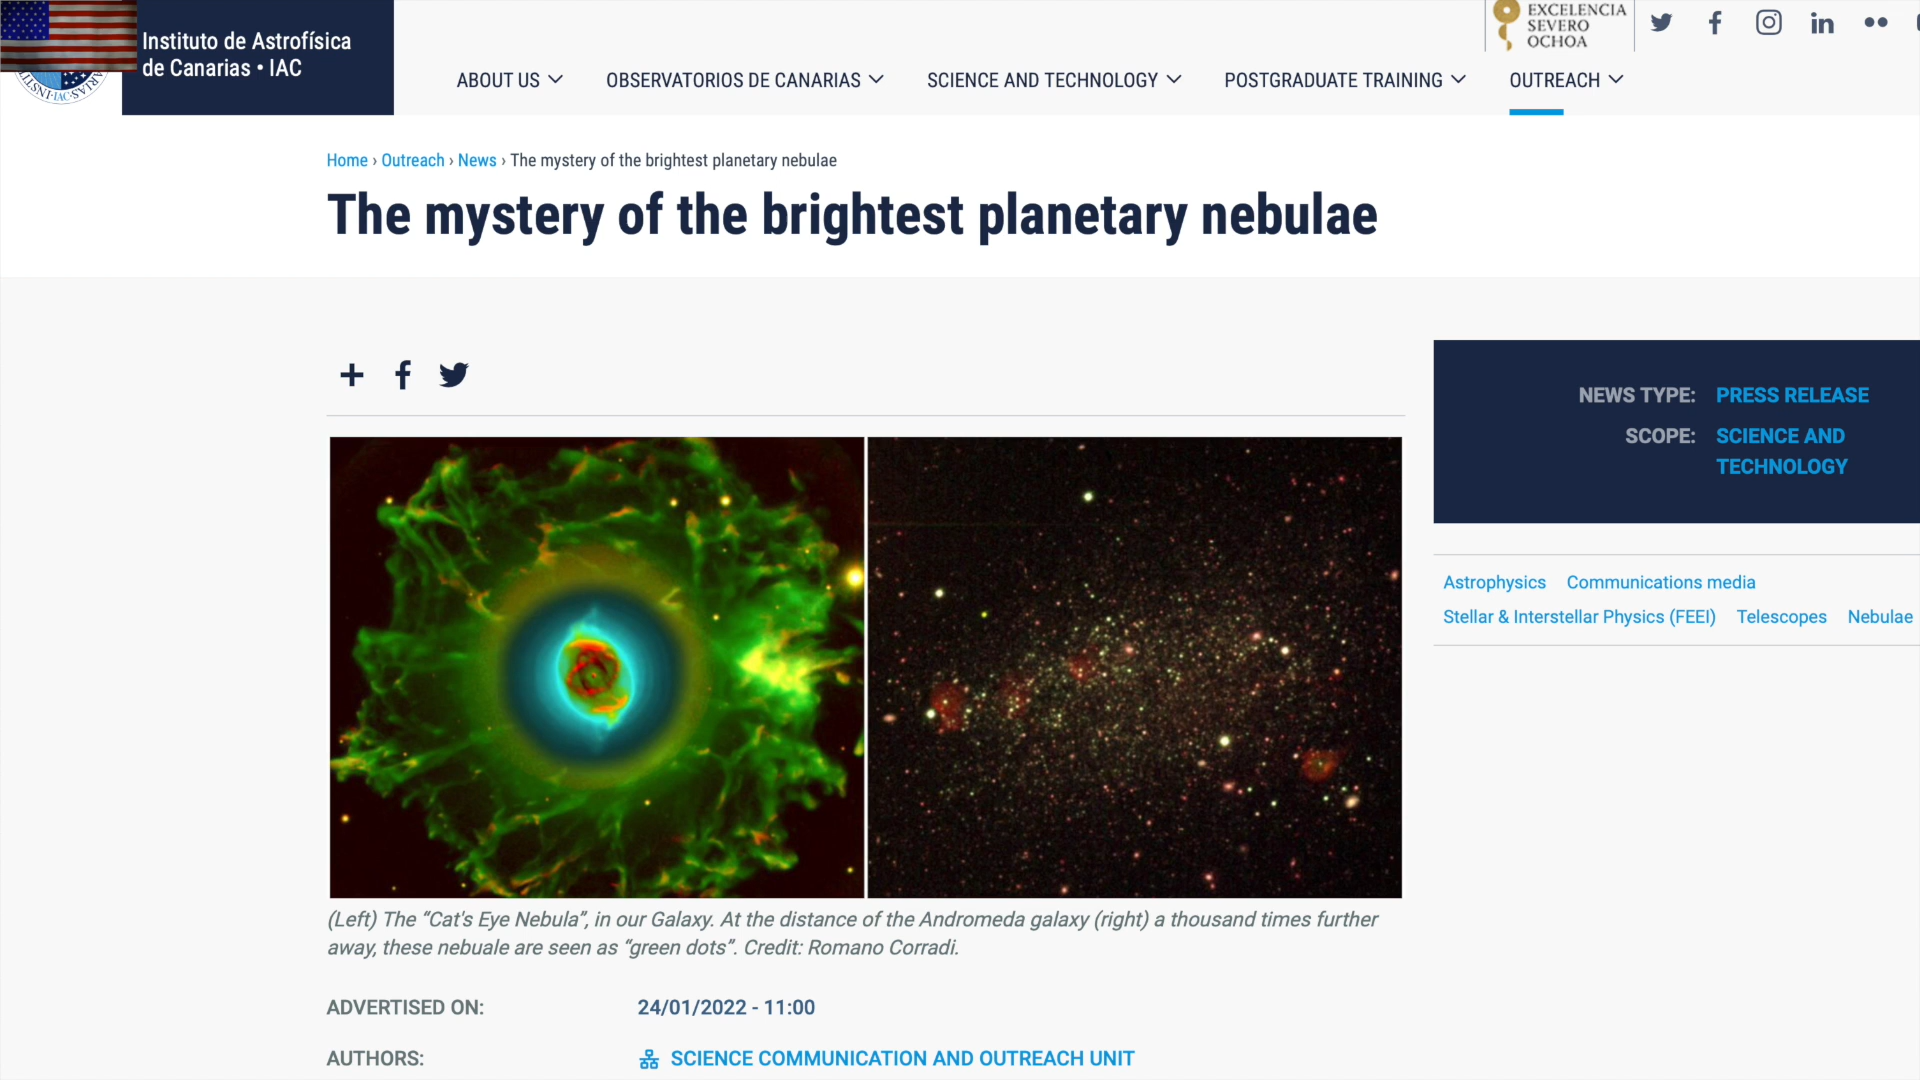 Instituto de Astrofísica
de Canarias • IAC
EXCELENCIA
SEVERO
OCHOA
ABOUT US
OBSERVATORIOS DE CANARIAS
SCIENCE AND TECHNOLOGY
POSTGRADUATE TRAINING
OUTREACH
Home › Outreach › News › The mystery of the brightest planetary nebulae
The mystery of the brightest planetary nebulae
NEWS TYPE: PRESS RELEASE
SCOPE: SCIENCE AND
TECHNOLOGY
Astrophysics Communications media
Stellar & Interstellar Physics (FEEI) Telescopes Nebulae
(Left) The “Cat's Eye Nebula”, in our Galaxy. At the distance of the Andromeda galaxy (right) a thousand times further
away, these nebuale are seen as “green dots”. Credit: Romano Corradi.
ADVERTISED ON: 24/01/2022 - 11:00
AUTHORS: SCIENCE COMMUNICATION AND OUTREACH UNIT